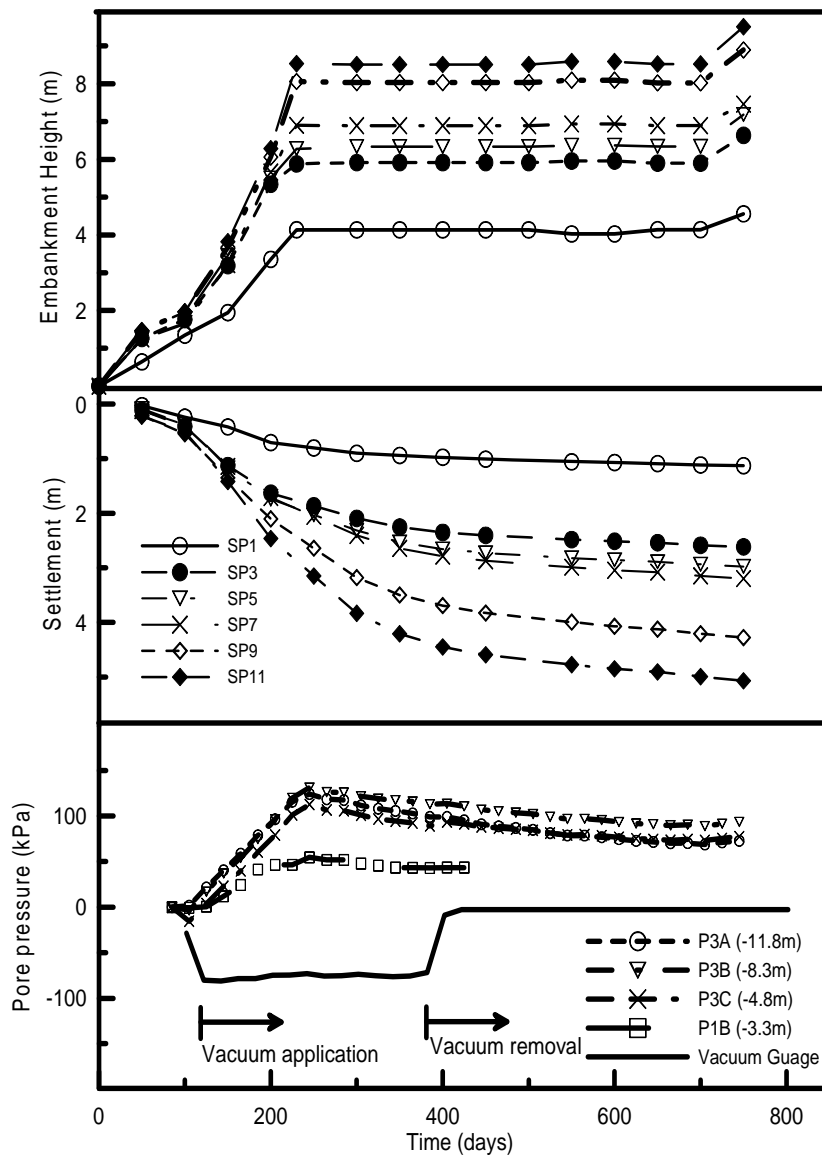 Embankment Height (m)
8
6
4
2
Settlement (m)
0
2
4
SP1
SP3
SP5
SP7
SP9
SP11
Pore pressure (kPa)
100
0
-100
P3A (-11.8m)
P3B (-8.3m)
P3C (-4.8m)
P1B (-3.3m)
Vacuum Guage
Vacuum application
Vacuum removal
0 200 400 600 800
Time (days)